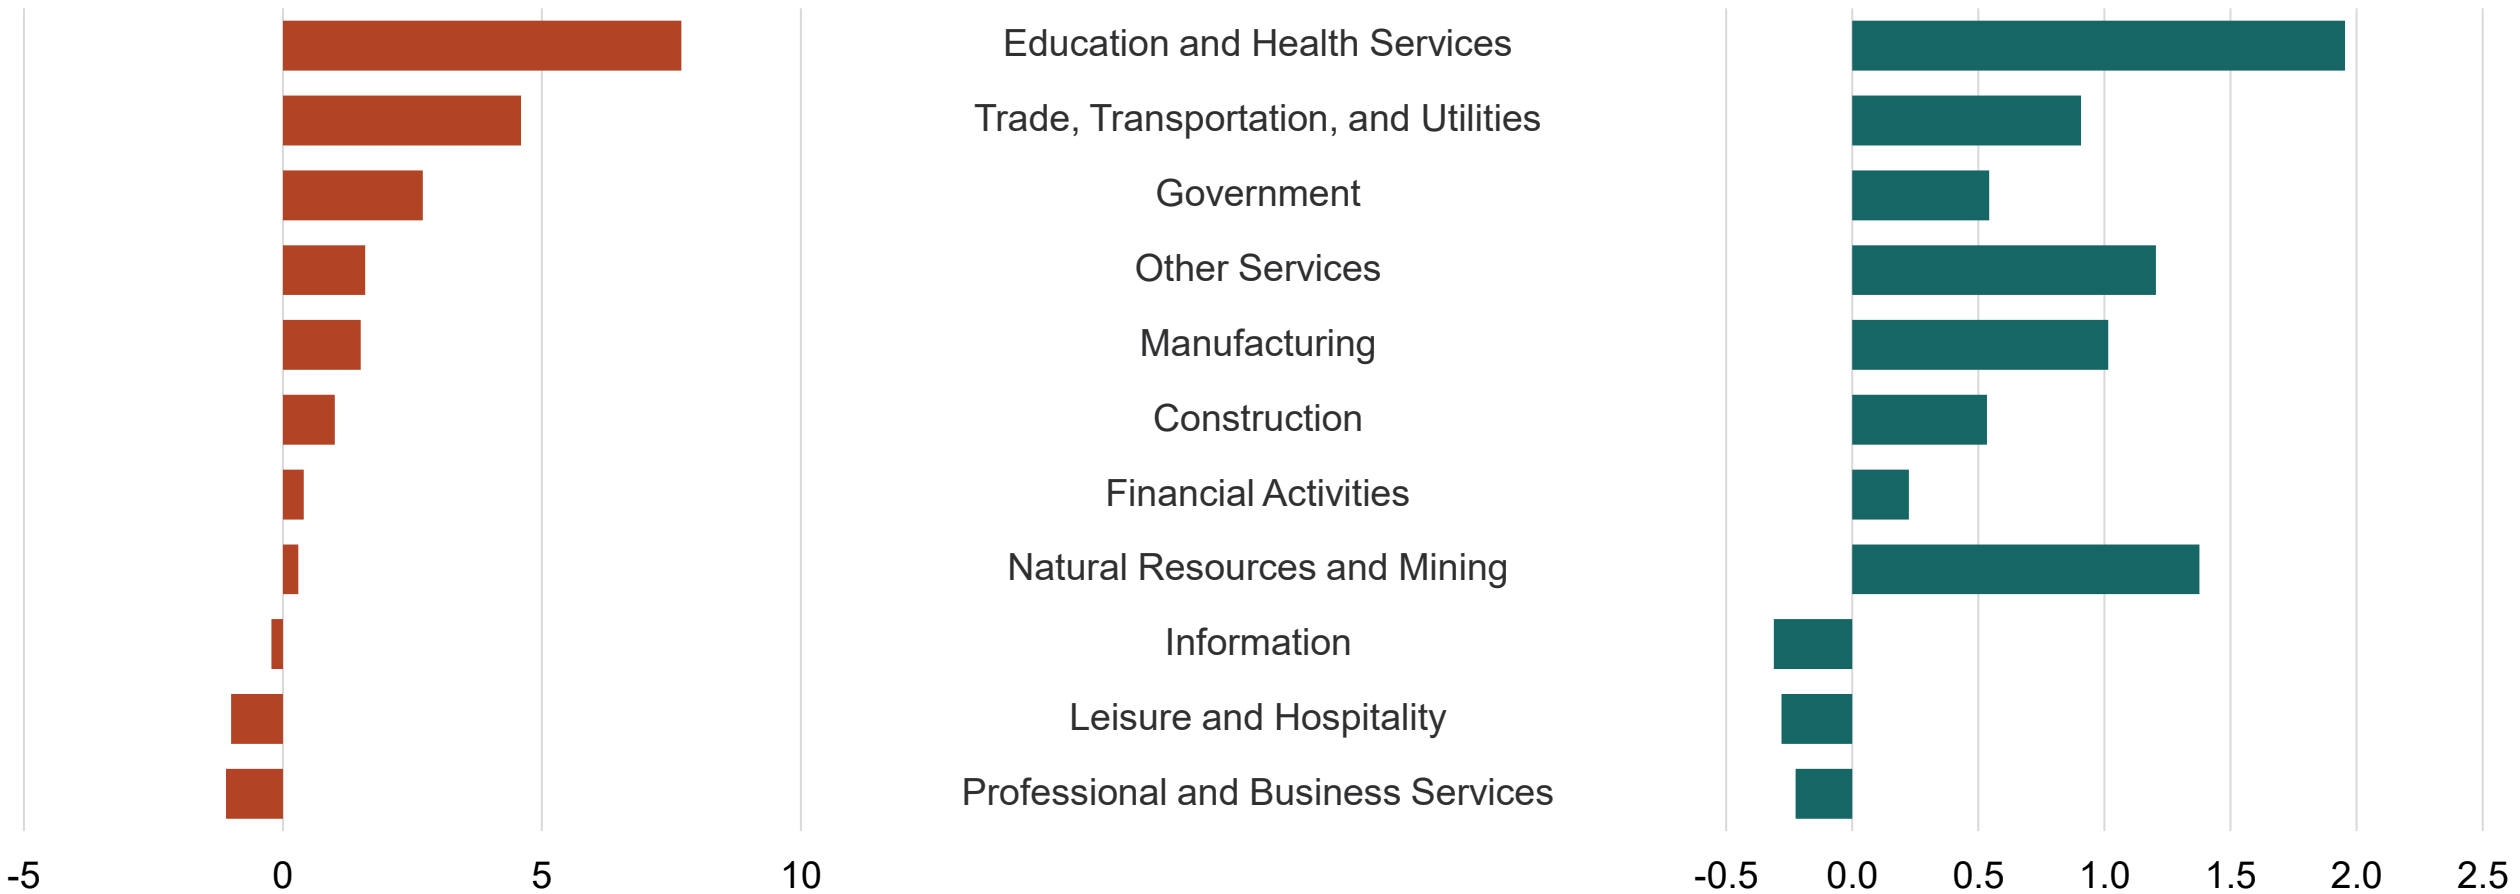 Education and Health Services
Trade, Transportation, and Utilities
Government
Other Services
Manufacturing
Construction
Financial Activities
Natural Resources and Mining
Information
Leisure and Hospitality
Professional and Business Services
-5 0 5 10
-0.5 0.0 0.5 1.0 1.5 2.0 2.5